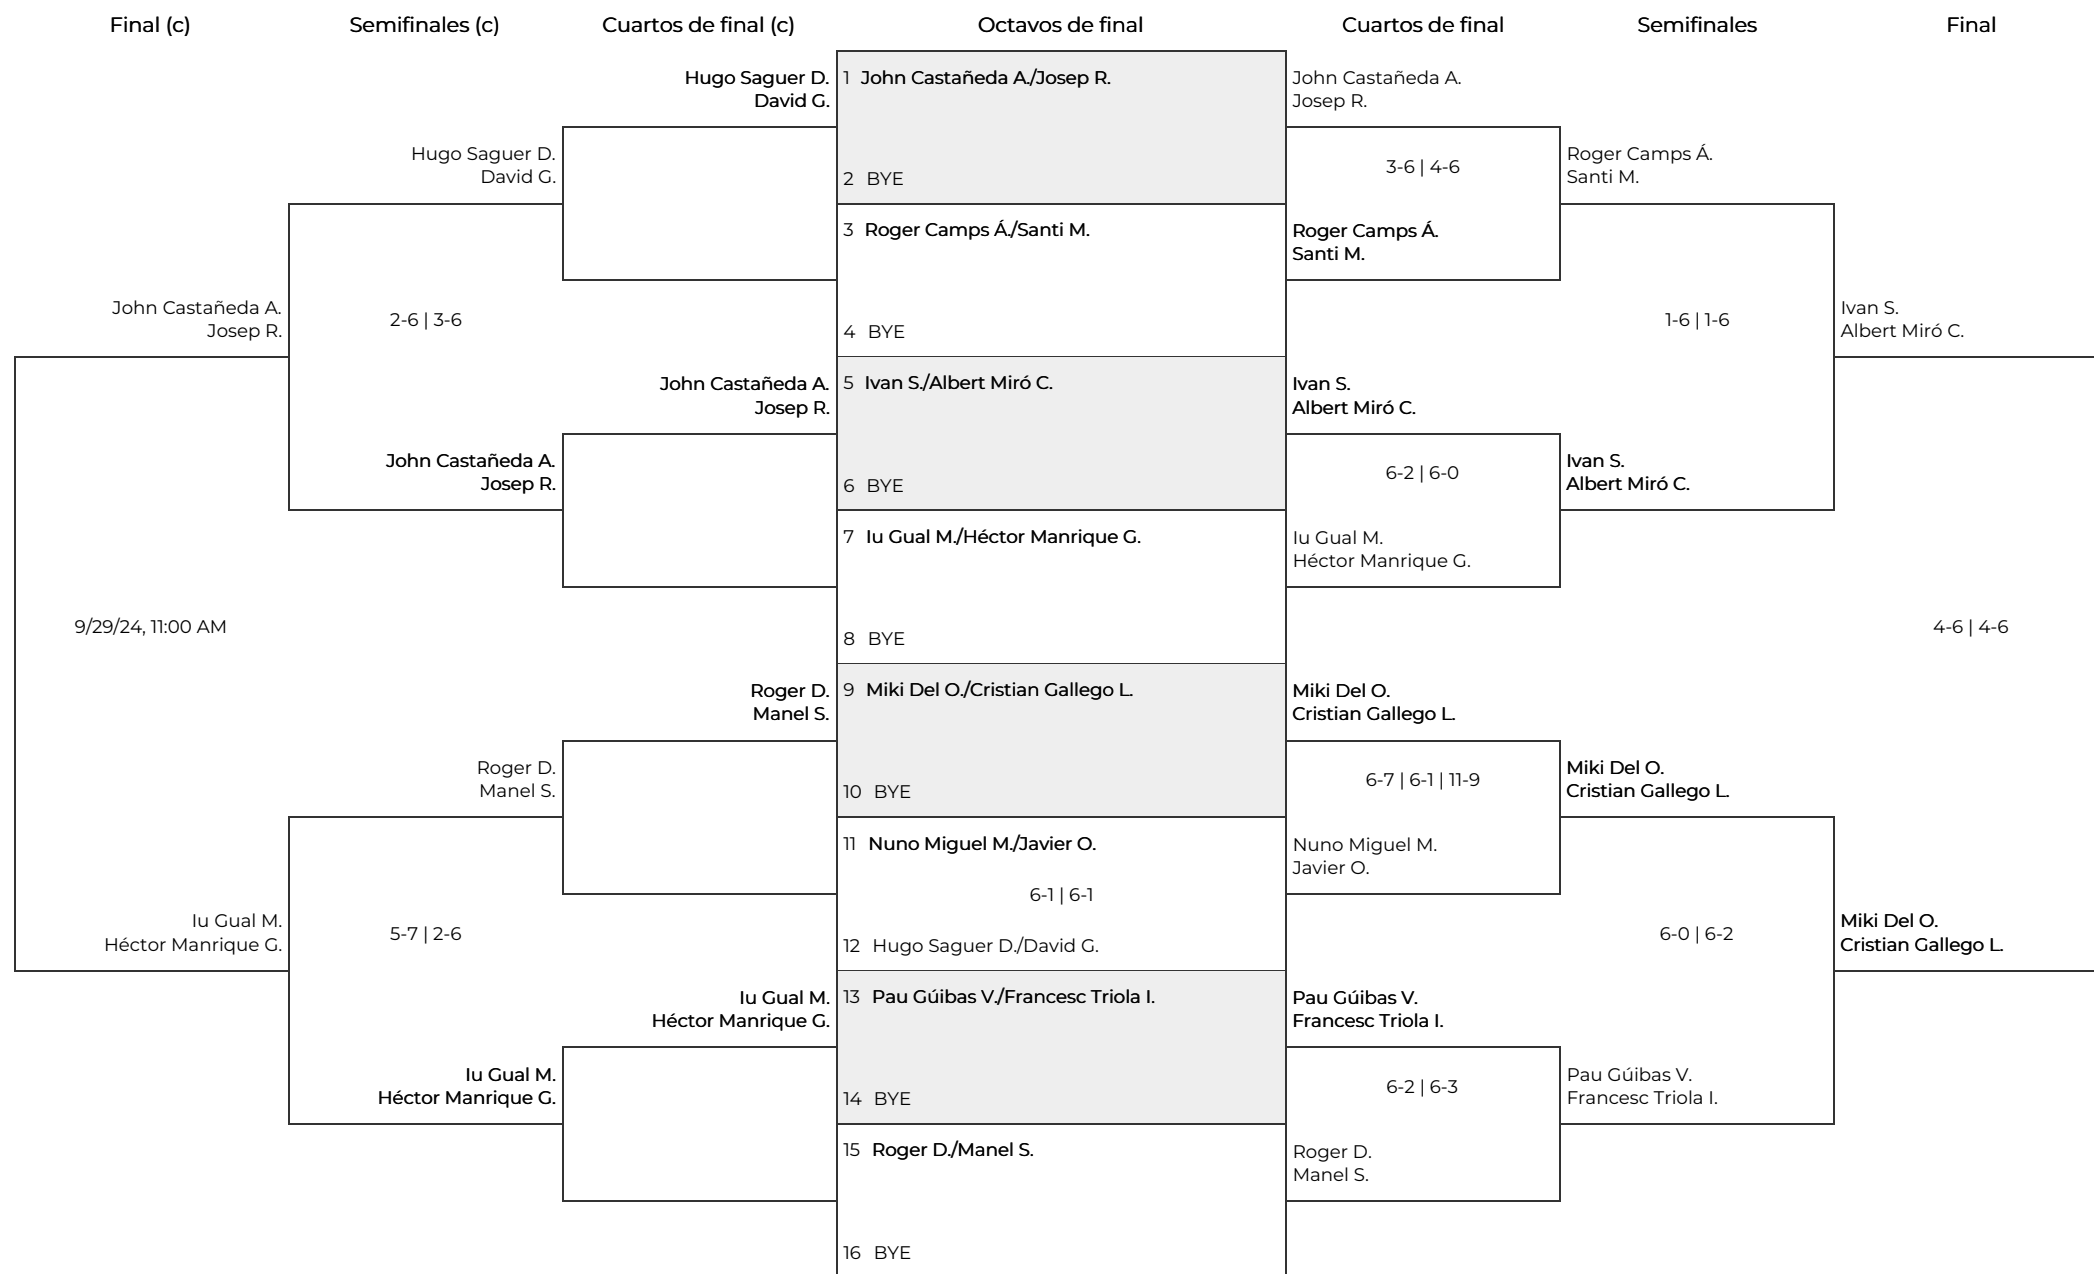 Final (c)
Semifinales (c)
Cuartos de final (c)
Octavos de final
Cuartos de final
Semifinales
Final
John Castañeda A.
Josep R.
9/29/24, 11:00 AM
Iu Gual M.
Héctor Manrique G.
Hugo Saguer D.
David G.
2-6 | 3-6
John Castañeda A.
Josep R.
Roger D.
Manel S.
5-7 | 2-6
Iu Gual M.
Héctor Manrique G.
Hugo Saguer D.
David G.
John Castañeda A.
Josep R.
Roger D.
Manel S.
Iu Gual M.
Héctor Manrique G.
1 John Castañeda A./Josep R.
2 BYE
3 Roger Camps Á./Santi M.
4 BYE
5 Ivan S./Albert Miró C.
6 BYE
7 Iu Gual M./Héctor Manrique G.
8 BYE
9 Miki Del O./Cristian Gallego L.
10 BYE
11 Nuno Miguel M./Javier O.
6-1 | 6-1
12 Hugo Saguer D./David G.
13 Pau Gúibas V./Francesc Triola I.
14 BYE
15 Roger D./Manel S.
16 BYE
John Castañeda A.
Josep R.
3-6 | 4-6
Roger Camps Á.
Santi M.
Ivan S.
Albert Miró C.
6-2 | 6-0
Iu Gual M.
Héctor Manrique G.
Miki Del O.
Cristian Gallego L.
6-7 | 6-1 | 11-9
Nuno Miguel M.
Javier O.
Pau Gúibas V.
Francesc Triola I.
6-2 | 6-3
Roger D.
Manel S.
Roger Camps Á.
Santi M.
1-6 | 1-6
Ivan S.
Albert Miró C.
Miki Del O.
Cristian Gallego L.
6-0 | 6-2
Pau Gúibas V.
Francesc Triola I.
Ivan S.
Albert Miró C.
4-6 | 4-6
Miki Del O.
Cristian Gallego L.